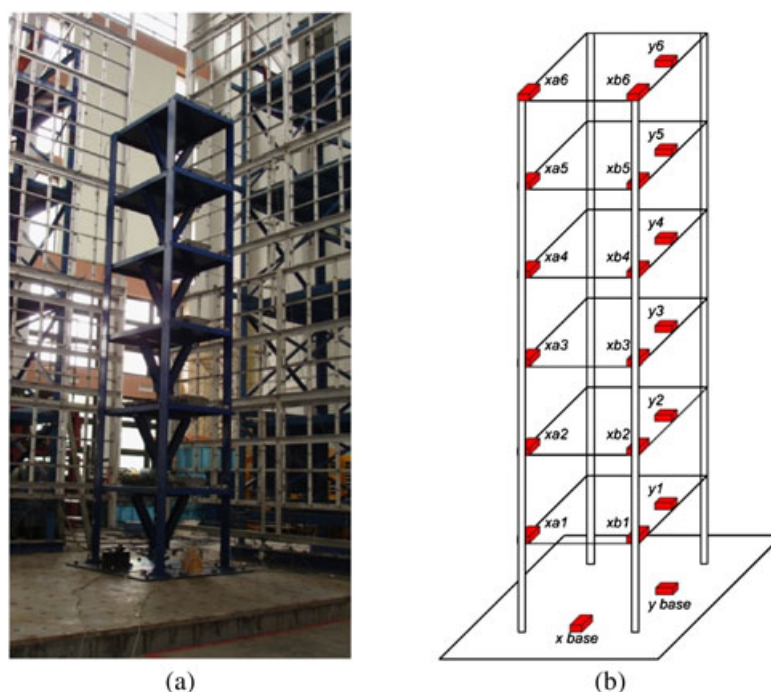 y6
xa6 xb6
y5
xa5 xb5
y4
xa4 xb4
y3
xa3 xb3
y2
xa2 xb2
y1
xa1 xb1
y base
x base
(a) (b)